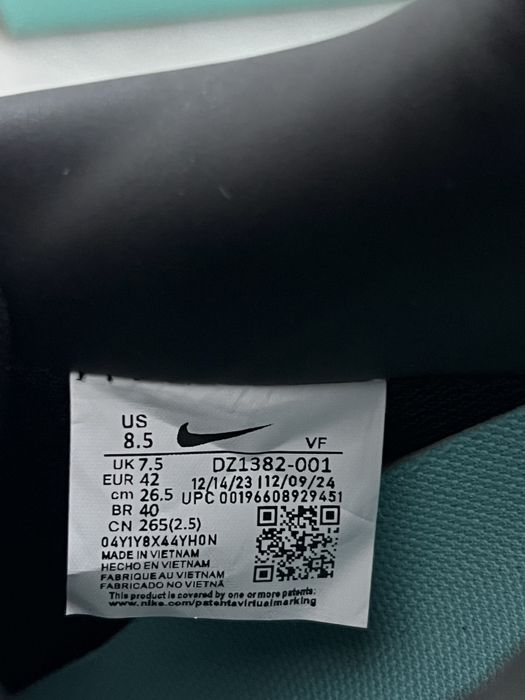 US
8.5 VF
UK 7.5 DZ1382-001
EUR 42 12/14/23 | 12/09/24
cm 26.5 UPC 00196608929451
BR 40
CN 265(2.5)
04Y1Y8X44YH0N
MADE IN VIETNAM
HECHO EN VIETNAM
FABRIQUE AU VIETNAM
FABRICADO NO VIETNÃ
This product is covered by one or more patents:
www.nike.com/patentsvirtualmarking